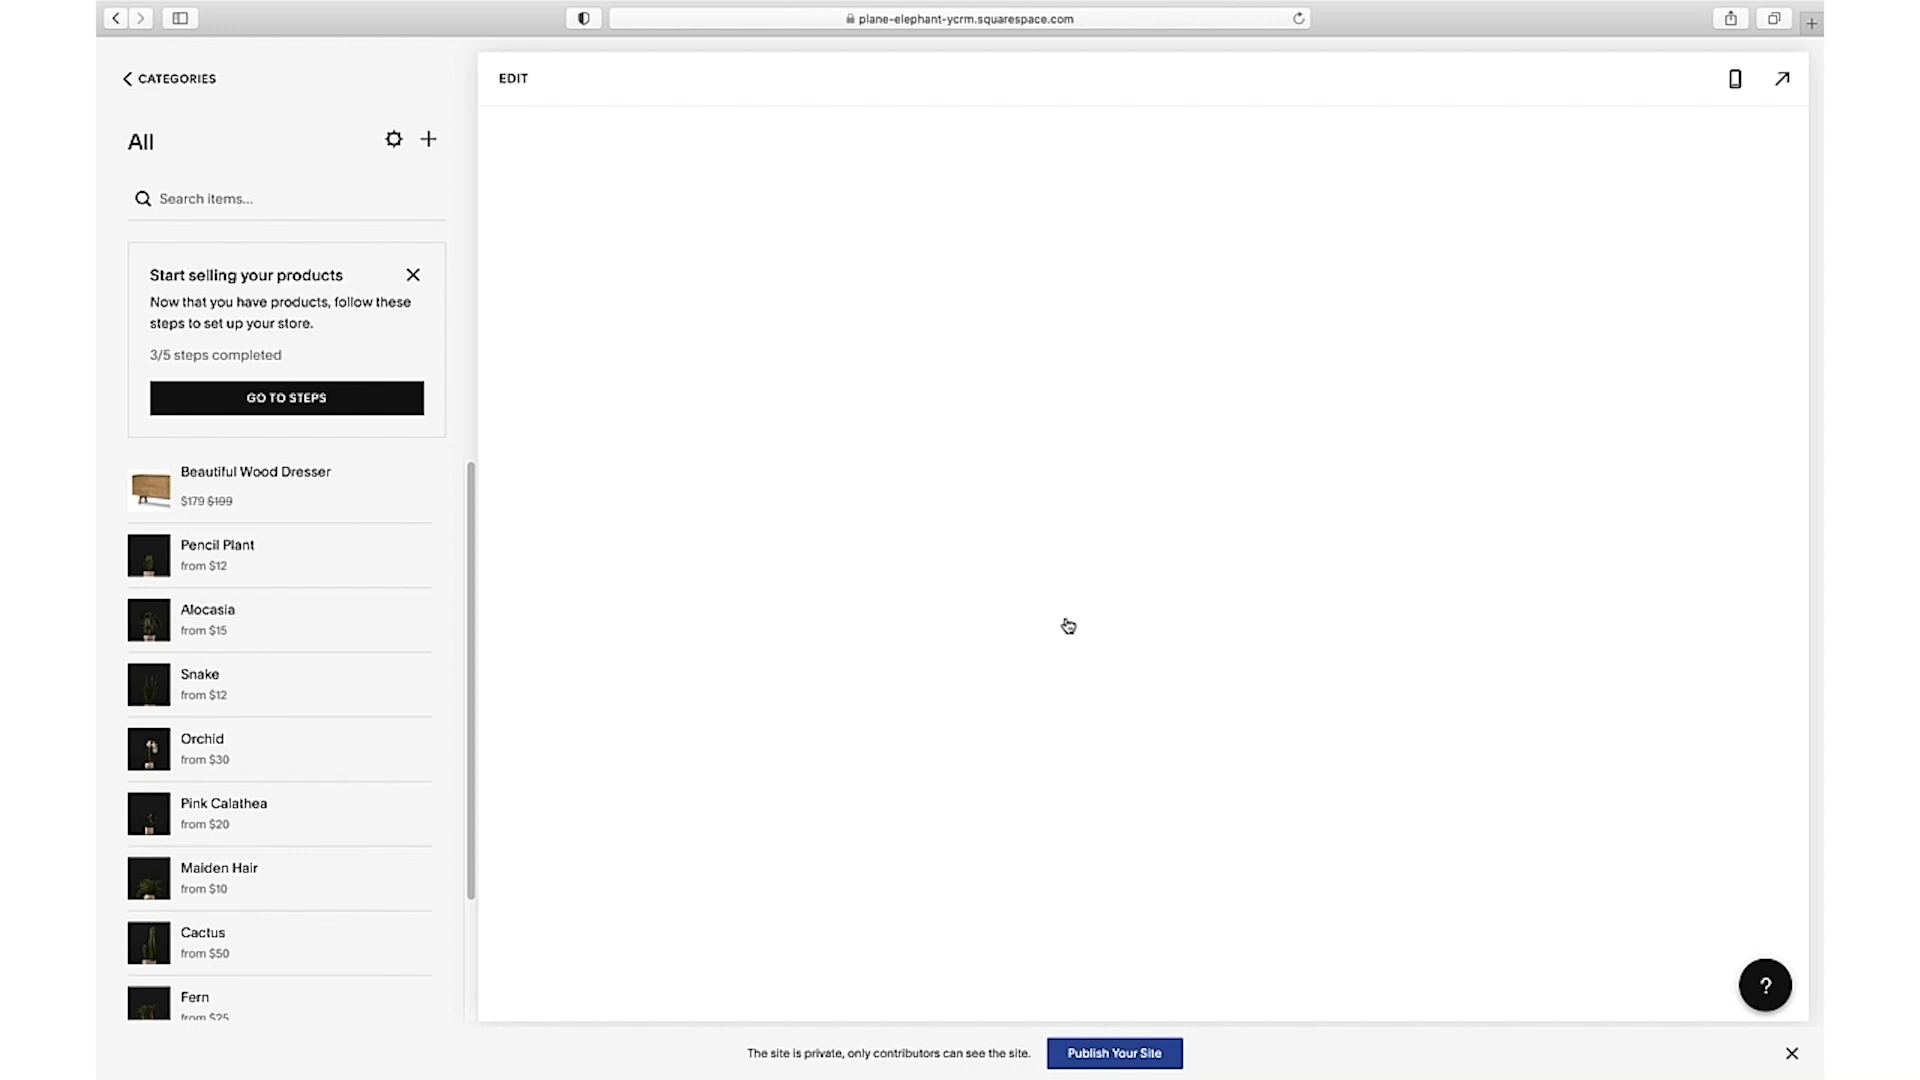 plane-elephant-ycrm.squarespace.com
CATEGORIES
EDIT
All
Search items...
Start selling your products
Now that you have products, follow these
steps to set up your store.
3/5 steps completed
GO TO STEPS
Beautiful Wood Dresser
$179 $199
Pencil Plant
from $12
Alocasia
from $15
Snake
from $12
Orchid
from $30
Pink Calathea
from $20
Maiden Hair
from $10
Cactus
from $50
Fern
from $25
?
The site is private, only contributors can see the site.
Publish Your Site